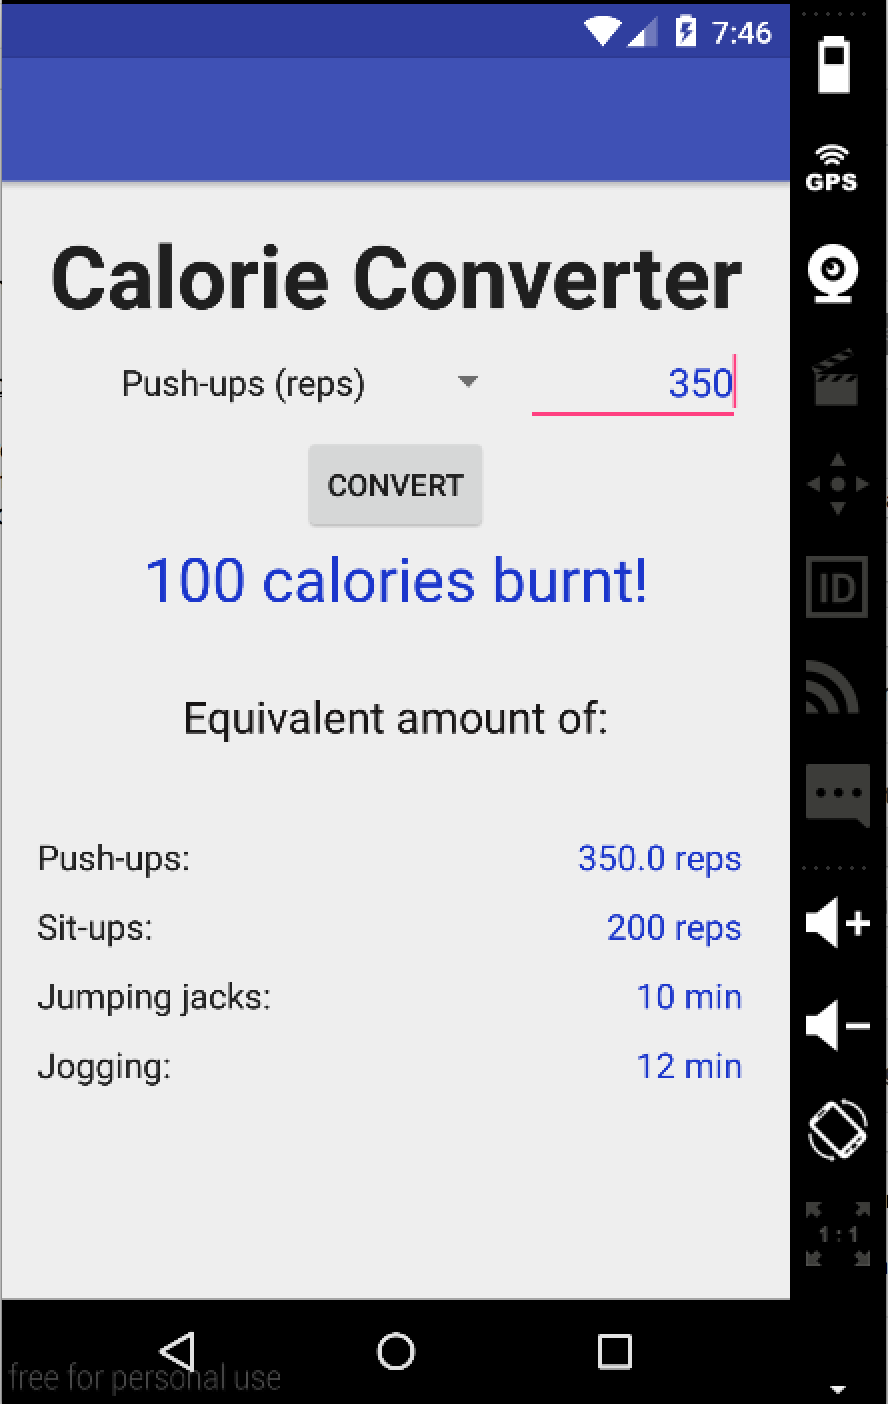 7:46
GPS
Calorie Converter
Push-ups (reps) 350
CONVERT
100 calories burnt!
ID
Equivalent amount of:
Push-ups: 350.0 reps
Sit-ups: 200 reps
Jumping jacks: 10 min
Jogging: 12 min
1:1
free for personal use